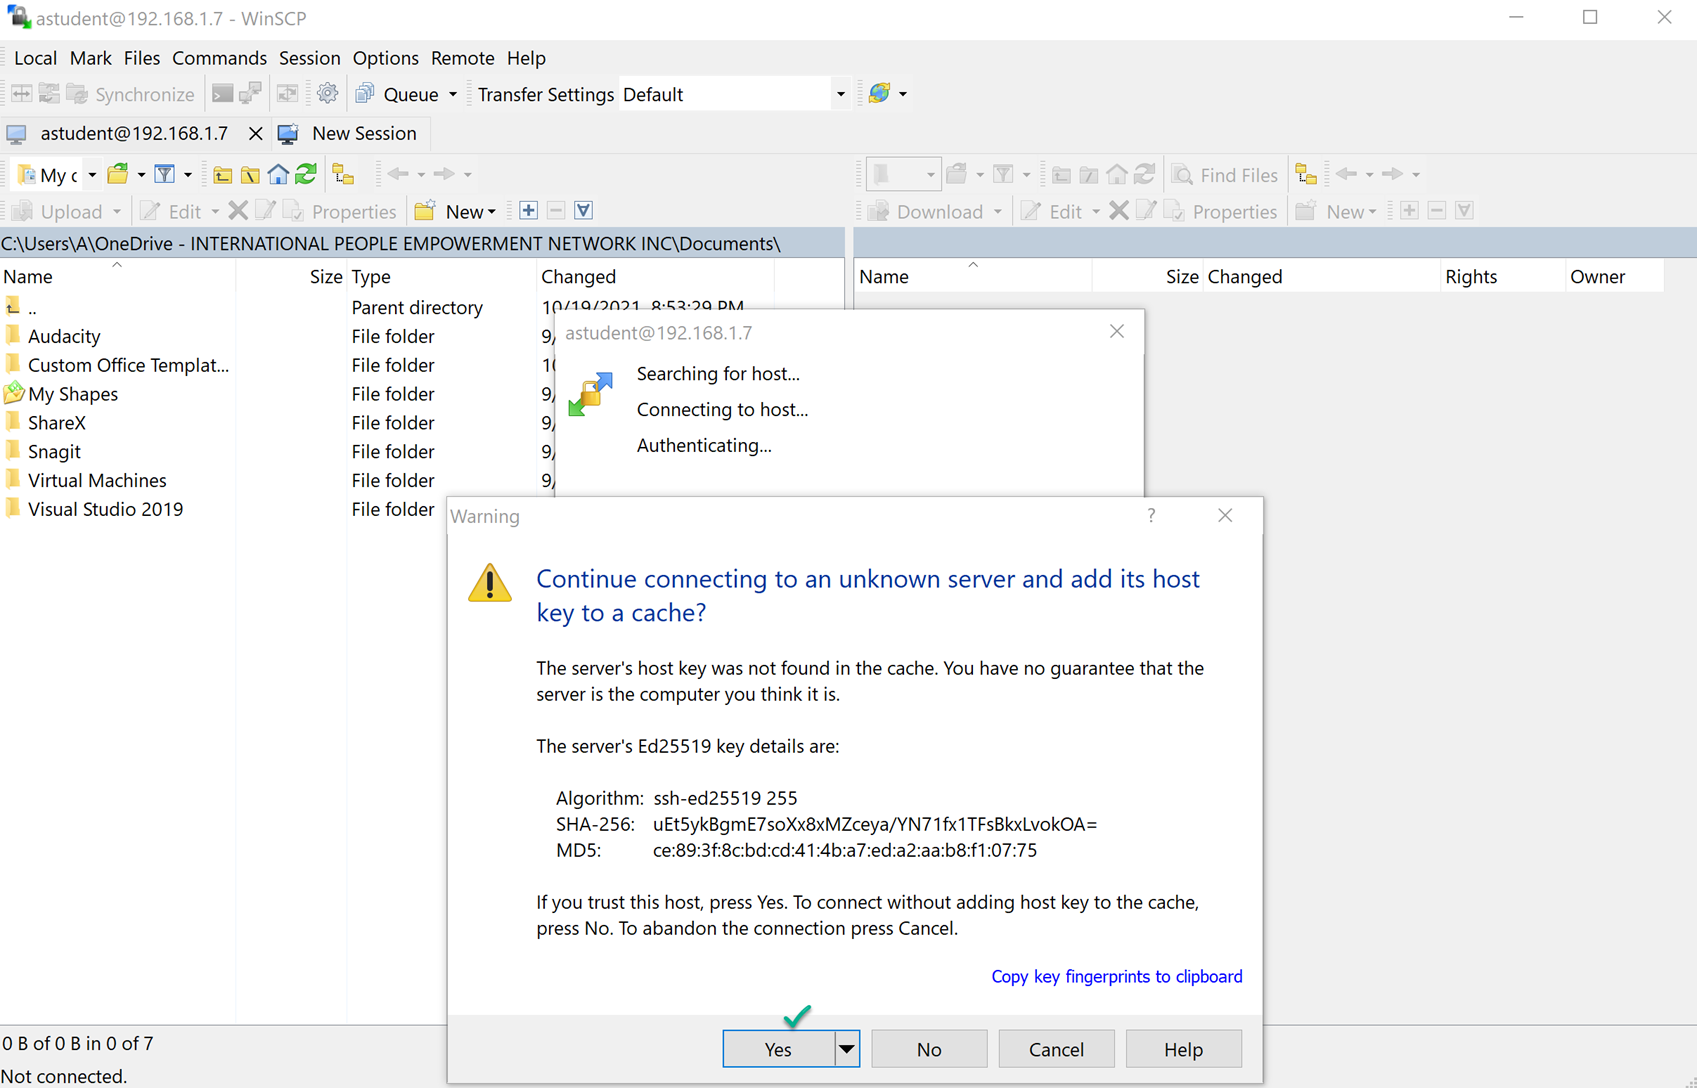 astudent@192.168.1.7 - WinSCP
Local Mark Files Commands Session Options Remote Help
Synchronize Queue Transfer Settings Default
astudent@192.168.1.7 New Session
My c Find Files
Upload Edit Properties New Download Edit Properties New
C:\Users\A\OneDrive - INTERNATIONAL PEOPLE EMPOWERMENT NETWORK INC\Documents\
Name Size Type Changed Name Size Changed Rights Owner
.. Parent directory 10/19/2021 8:53:29 PM
Audacity File folder 9/
Custom Office Templat... File folder 10
My Shapes File folder 9/
ShareX File folder 9/
Snagit File folder 9/
Virtual Machines File folder 9/
Visual Studio 2019 File folder
astudent@192.168.1.7
Searching for host...
Connecting to host...
Authenticating...
Warning ?
Continue connecting to an unknown server and add its host
key to a cache?
The server's host key was not found in the cache. You have no guarantee that the
server is the computer you think it is.
The server's Ed25519 key details are:
Algorithm: ssh-ed25519 255
SHA-256: uEt5ykBgmE7soXx8xMZceya/YN71fx1TFsBkxLvokOA=
MD5: ce:89:3f:8c:bd:cd:41:4b:a7:ed:a2:aa:b8:f1:07:75
If you trust this host, press Yes. To connect without adding host key to the cache,
press No. To abandon the connection press Cancel.
Copy key fingerprints to clipboard
Yes No Cancel Help
0 B of 0 B in 0 of 7
Not connected.